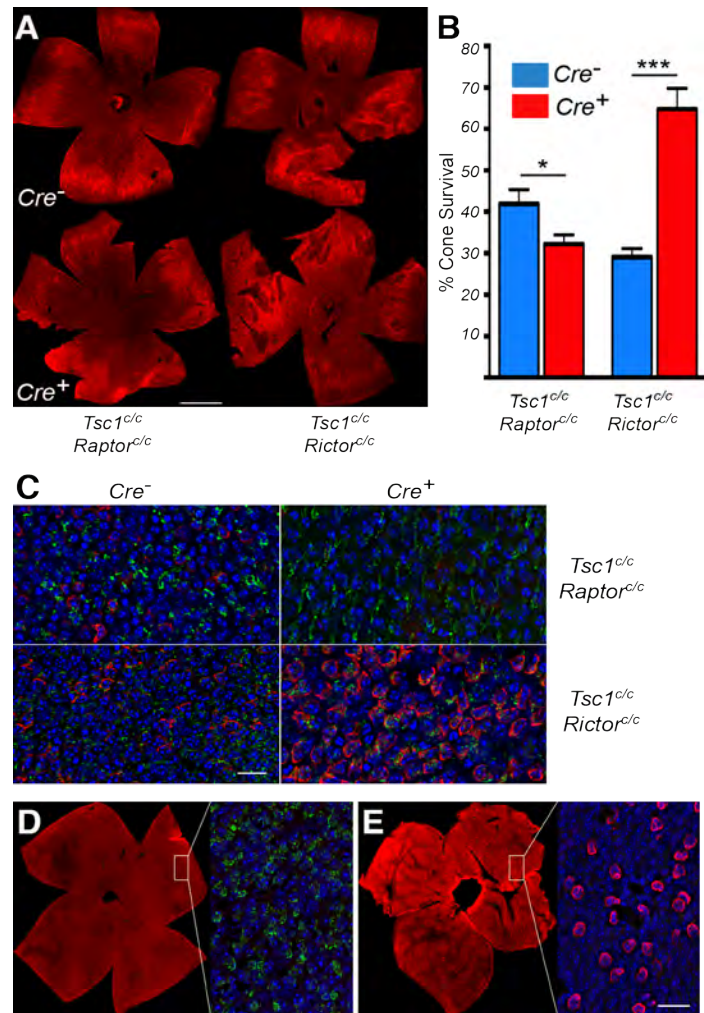 A
Cre-
Cre+
Tsc1c/c
Raptorc/c
Tsc1c/c
Rictorc/c
B
80
70
60
50
40
30
20
10
% Cone Survival
Cre-
Cre+
*
***
Tsc1c/c
Raptorc/c
Tsc1c/c
Rictorc/c
C
Cre-
Cre+
Tsc1c/c
Raptorc/c
Tsc1c/c
Rictorc/c
D
E